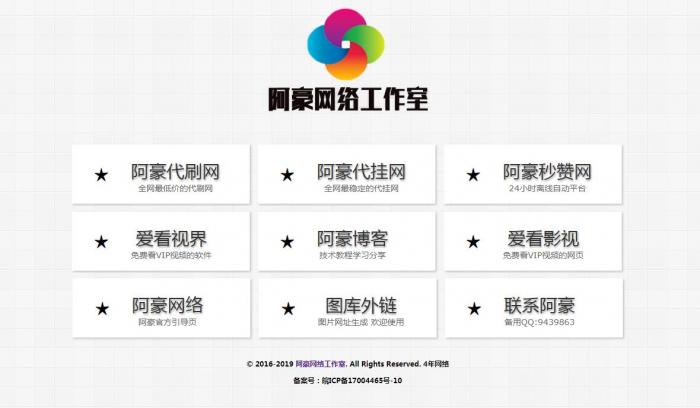 阿豪网络工作室
阿豪代刷网
全网最低价的代刷网
阿豪代挂网
全网最稳定的代挂网
阿豪秒赞网
24小时离线自动平台
爱看视界
免费看VIP视频的软件
阿豪博客
技术教程学习分享
爱看影视
免费看VIP视频的网页
阿豪网络
阿豪官方引导页
图库外链
图片网址生成 欢迎使用
联系阿豪
备用QQ:9439863
© 2016-2019 阿豪网络工作室. All Rights Reserved. 4年网络
备案号：皖ICP备17004465号-10